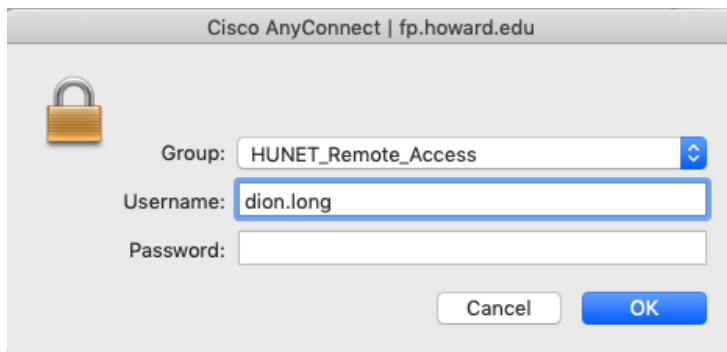 Cisco AnyConnect | fp.howard.edu
Group: HUNET_Remote_Access
Username: dion.long
Password:
Cancel OK